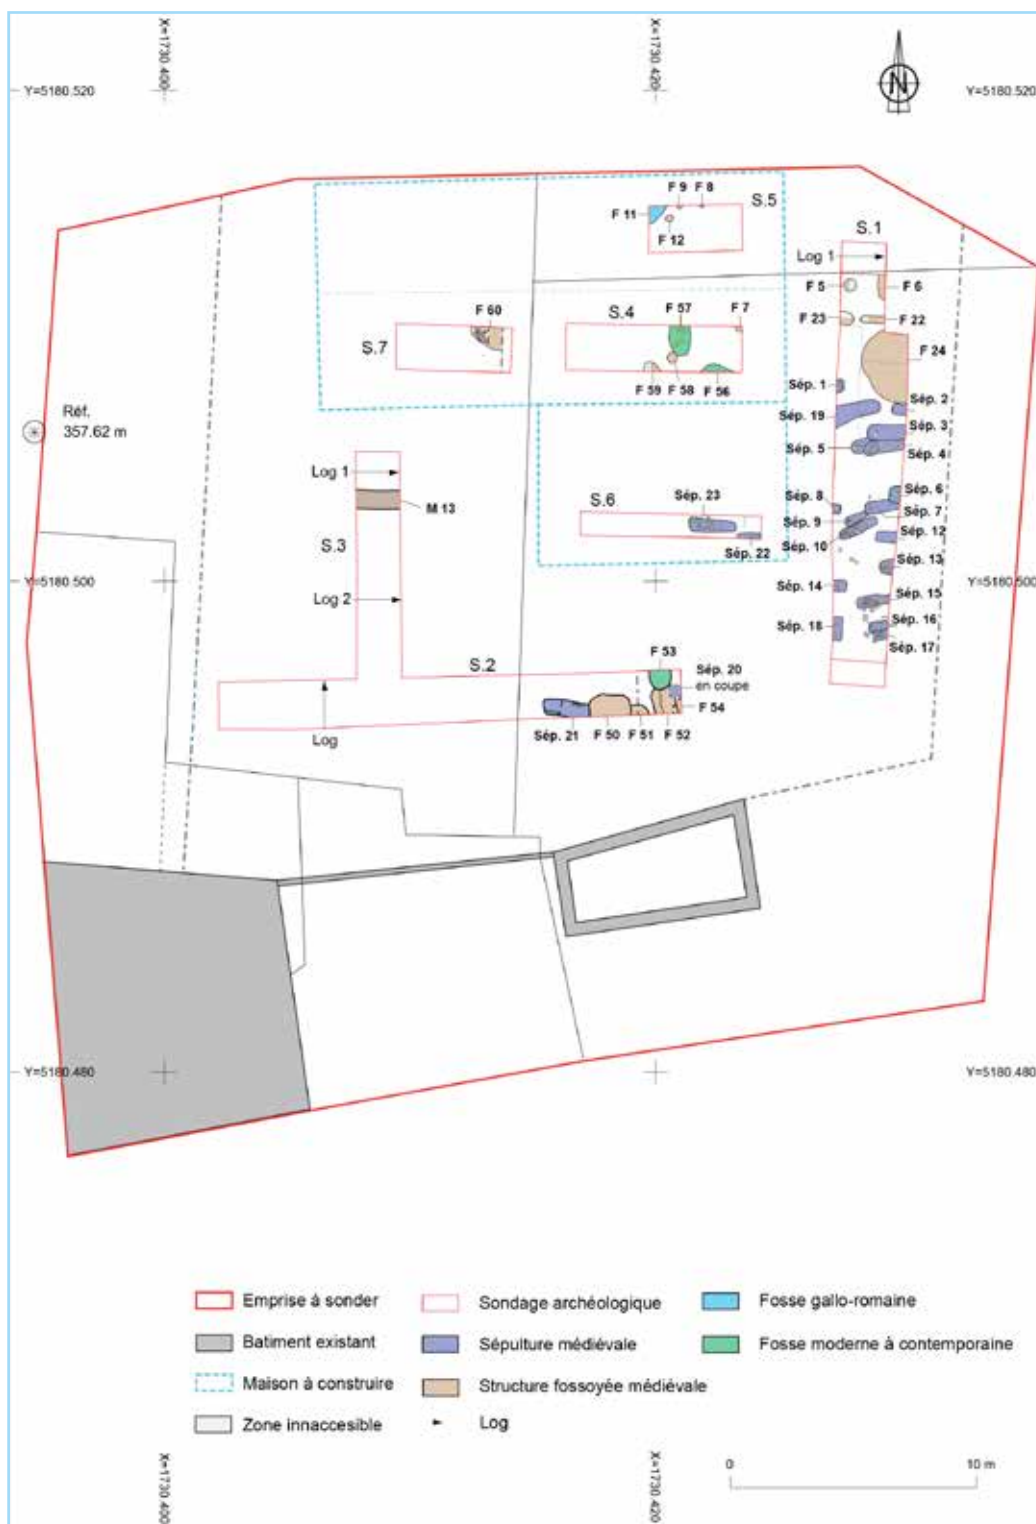 X=1730.400
X=1730.420
Y=5180.520
Y=5180.520
N
F 9
F 8
S.5
F 11
F 12
S.1
Log 1
F 5
F 6
F 60
F 57
F 7
S.4
F 23
F 22
S.7
F 24
F 59
F 58
F 56
Sép. 1
Sép. 2
Réf.
357.62 m
Sép. 19
Sép. 3
Sép. 5
Sép. 4
Log 1
M 13
S.6
Sép. 23
Sép. 6
Sép. 8
Sép. 7
Sép. 9
Sép. 12
S.3
Sép. 22
Sép. 10
Sép. 13
Y=5180.500
Y=5180.500
Log 2
Sép. 14
Sép. 15
Sép. 16
Sép. 18
Sép. 17
F 53
S.2
Sép. 20
en coupe
F 54
Log
Sép. 21
F 50
F 51
F 52
Y=5180.480
Y=5180.480
Emprise à sonder
Sondage archéologique
Fosse gallo-romaine
Batiment existant
Sépulture médiévale
Fosse moderne à contemporaine
Maison à construire
Structure fossoyée médiévale
Zone innaccesible
Log
X=1730.400
X=1730.420
0
10 m